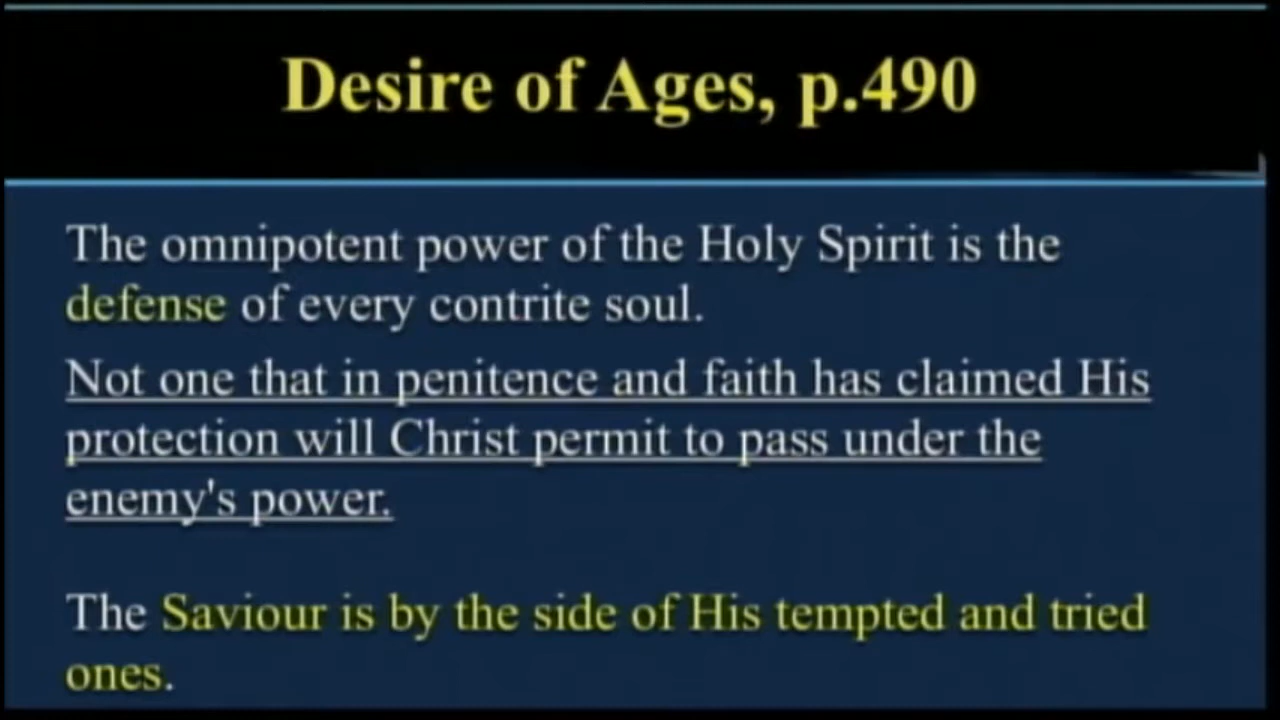 Desire of Ages, p.490
The omnipotent power of the Holy Spirit is the
defense of every contrite soul.
Not one that in penitence and faith has claimed His
protection will Christ permit to pass under the
enemy's power.
The Saviour is by the side of His tempted and tried
ones.